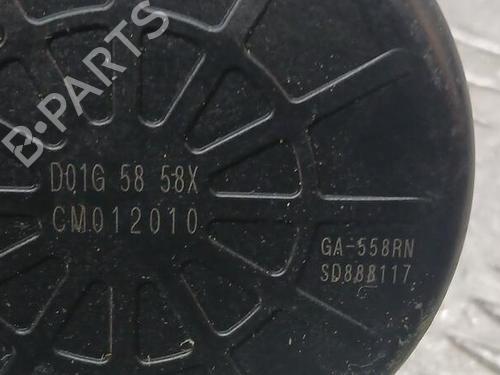 B-PARTS
D01G 58 58X
CM012010
GA-558RN
SD888117